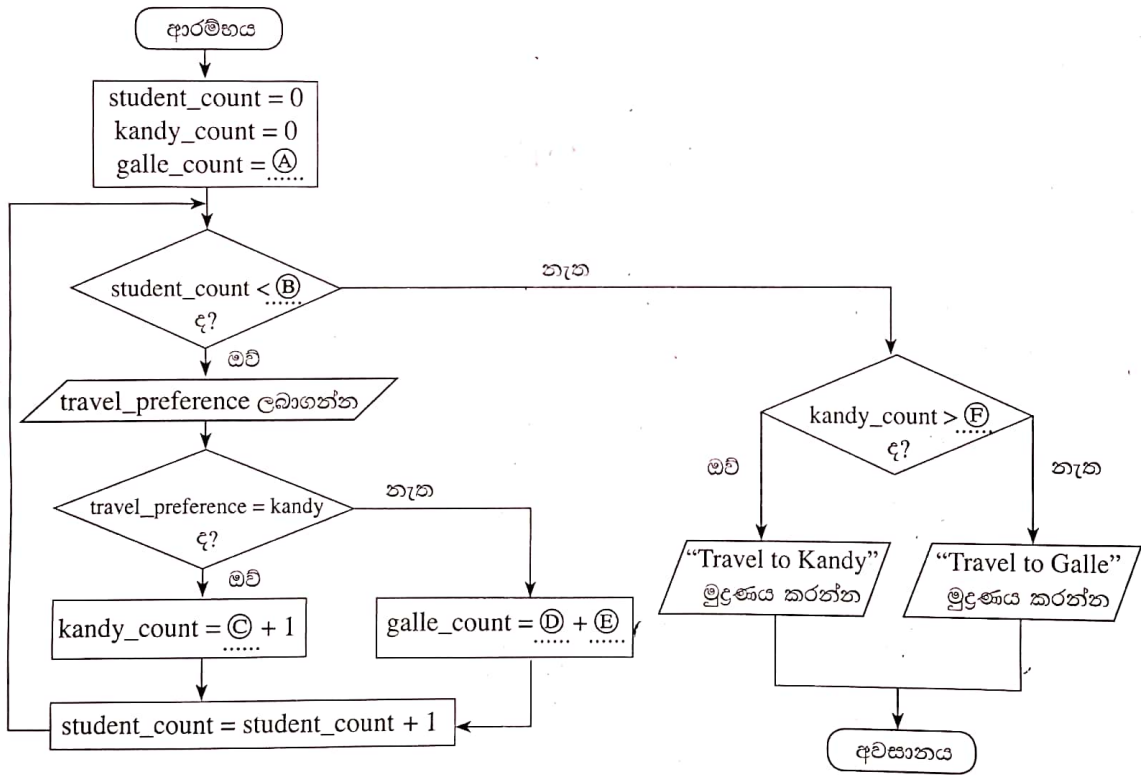 ආරම්භය
student_count = 0
kandy_count = 0
galle_count = Ⓐ
student_count < Ⓑ
ද?
නැත
ඔව්
travel_preference ලබාගන්න
travel_preference = kandy
ද?
නැත
ඔව්
kandy_count = Ⓒ + 1
galle_count = Ⓓ + Ⓔ
student_count = student_count + 1
kandy_count > Ⓕ
ද?
ඔව්
නැත
“Travel to Kandy”
මුද්‍රණය කරන්න
“Travel to Galle”
මුද්‍රණය කරන්න
අවසානය